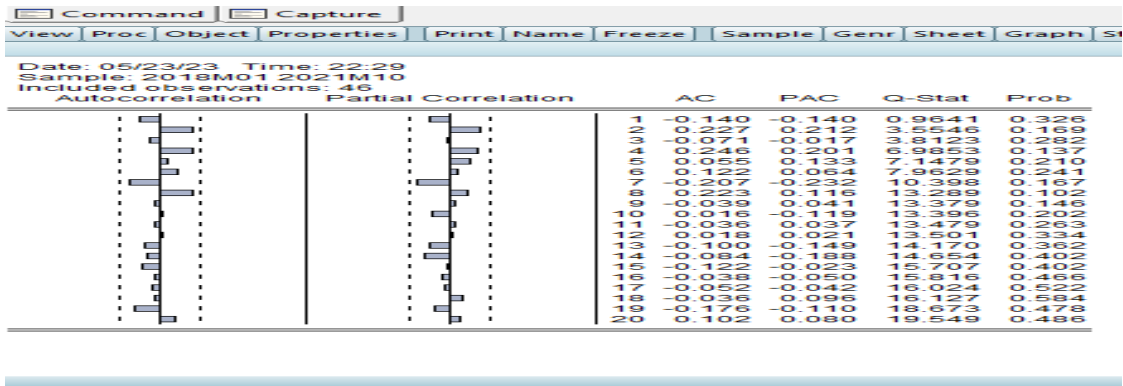 Command Capture
View Proc Object Properties Print Name Freeze Sample Genr Sheet Graph St
Date: 05/23/23 Time: 22:29
Sample: 2018M01 2021M10
Included observations: 46
Autocorrelation Partial Correlation AC PAC Q-Stat Prob
1 -0.140 -0.140 0.9641 0.326
2 0.227 0.212 3.5546 0.169
3 -0.071 -0.017 3.8123 0.282
4 0.246 0.201 6.9853 0.137
5 0.055 0.133 7.1479 0.210
6 0.122 0.064 7.9629 0.241
7 -0.207 -0.232 10.398 0.167
8 0.223 0.116 13.289 0.102
9 -0.039 0.041 13.379 0.146
10 0.016 -0.119 13.396 0.202
11 -0.036 0.037 13.479 0.263
12 0.018 0.021 13.501 0.334
13 -0.100 -0.149 14.170 0.362
14 -0.084 -0.188 14.654 0.402
15 -0.122 -0.023 15.707 0.402
16 -0.038 -0.050 15.816 0.466
17 -0.052 -0.042 16.024 0.522
18 -0.036 0.096 16.127 0.584
19 -0.176 -0.110 18.673 0.478
20 0.102 0.080 19.549 0.486